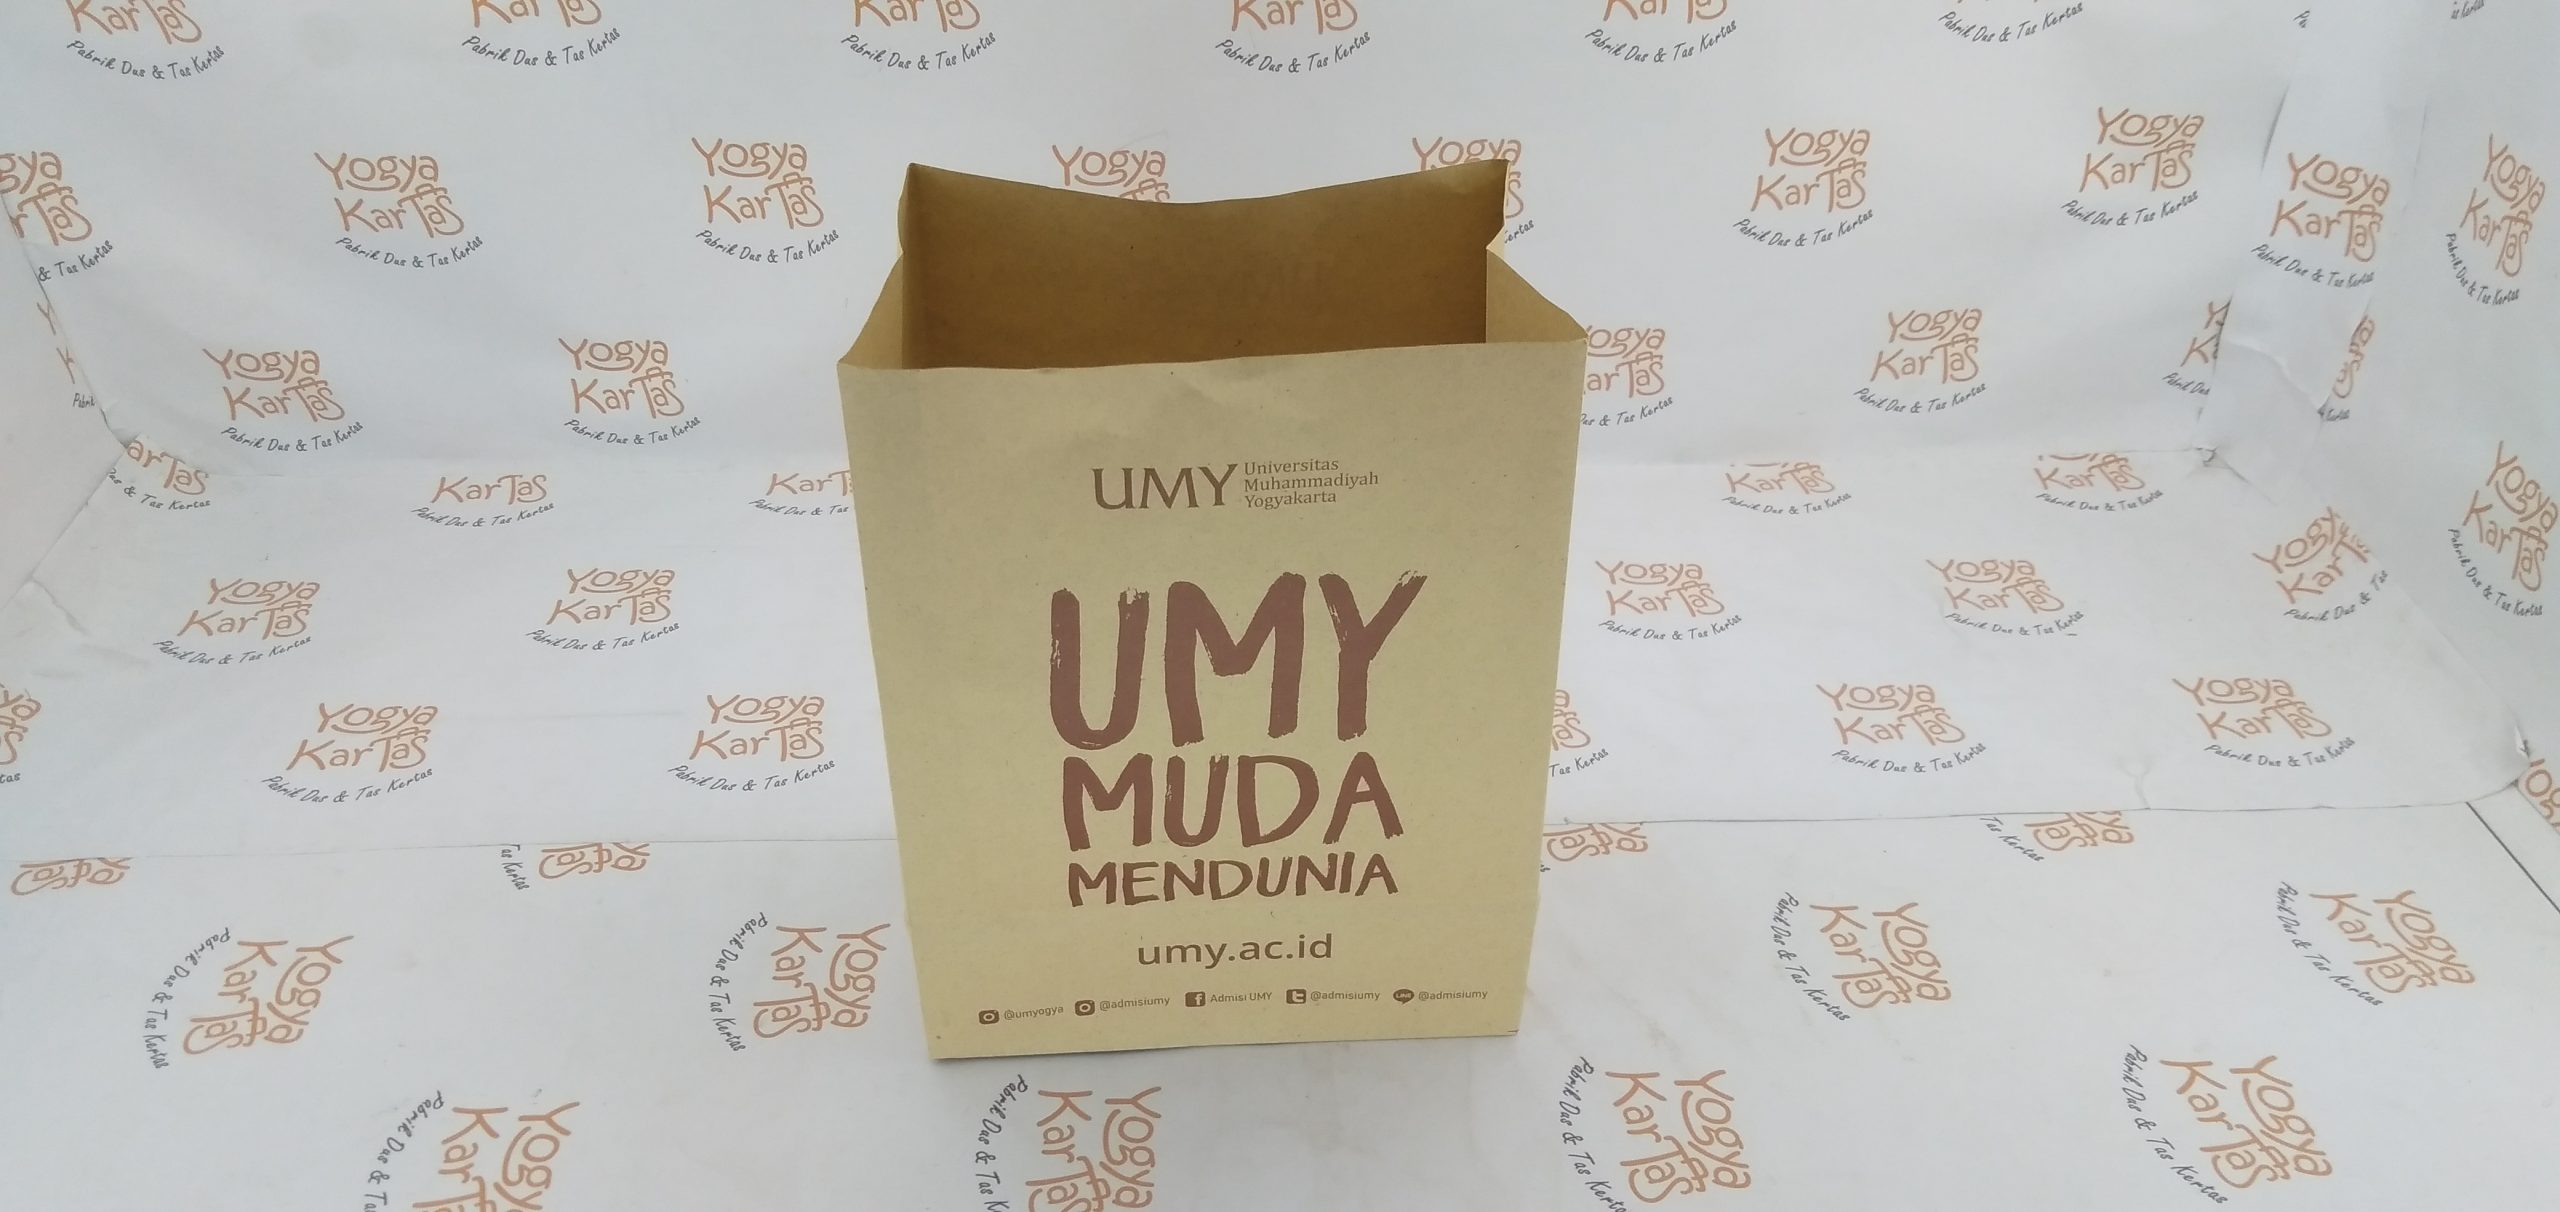 Yogya
KarTas
Pabrik Dus & Tas Kertas
UMY
Universitas
Muhammadiyah
Yogyakarta
UMY
MUDA
MENDUNIA
umy.ac.id
@umyogya @admisiumy Admisi UMY @admisiumy LINE @admisiumy